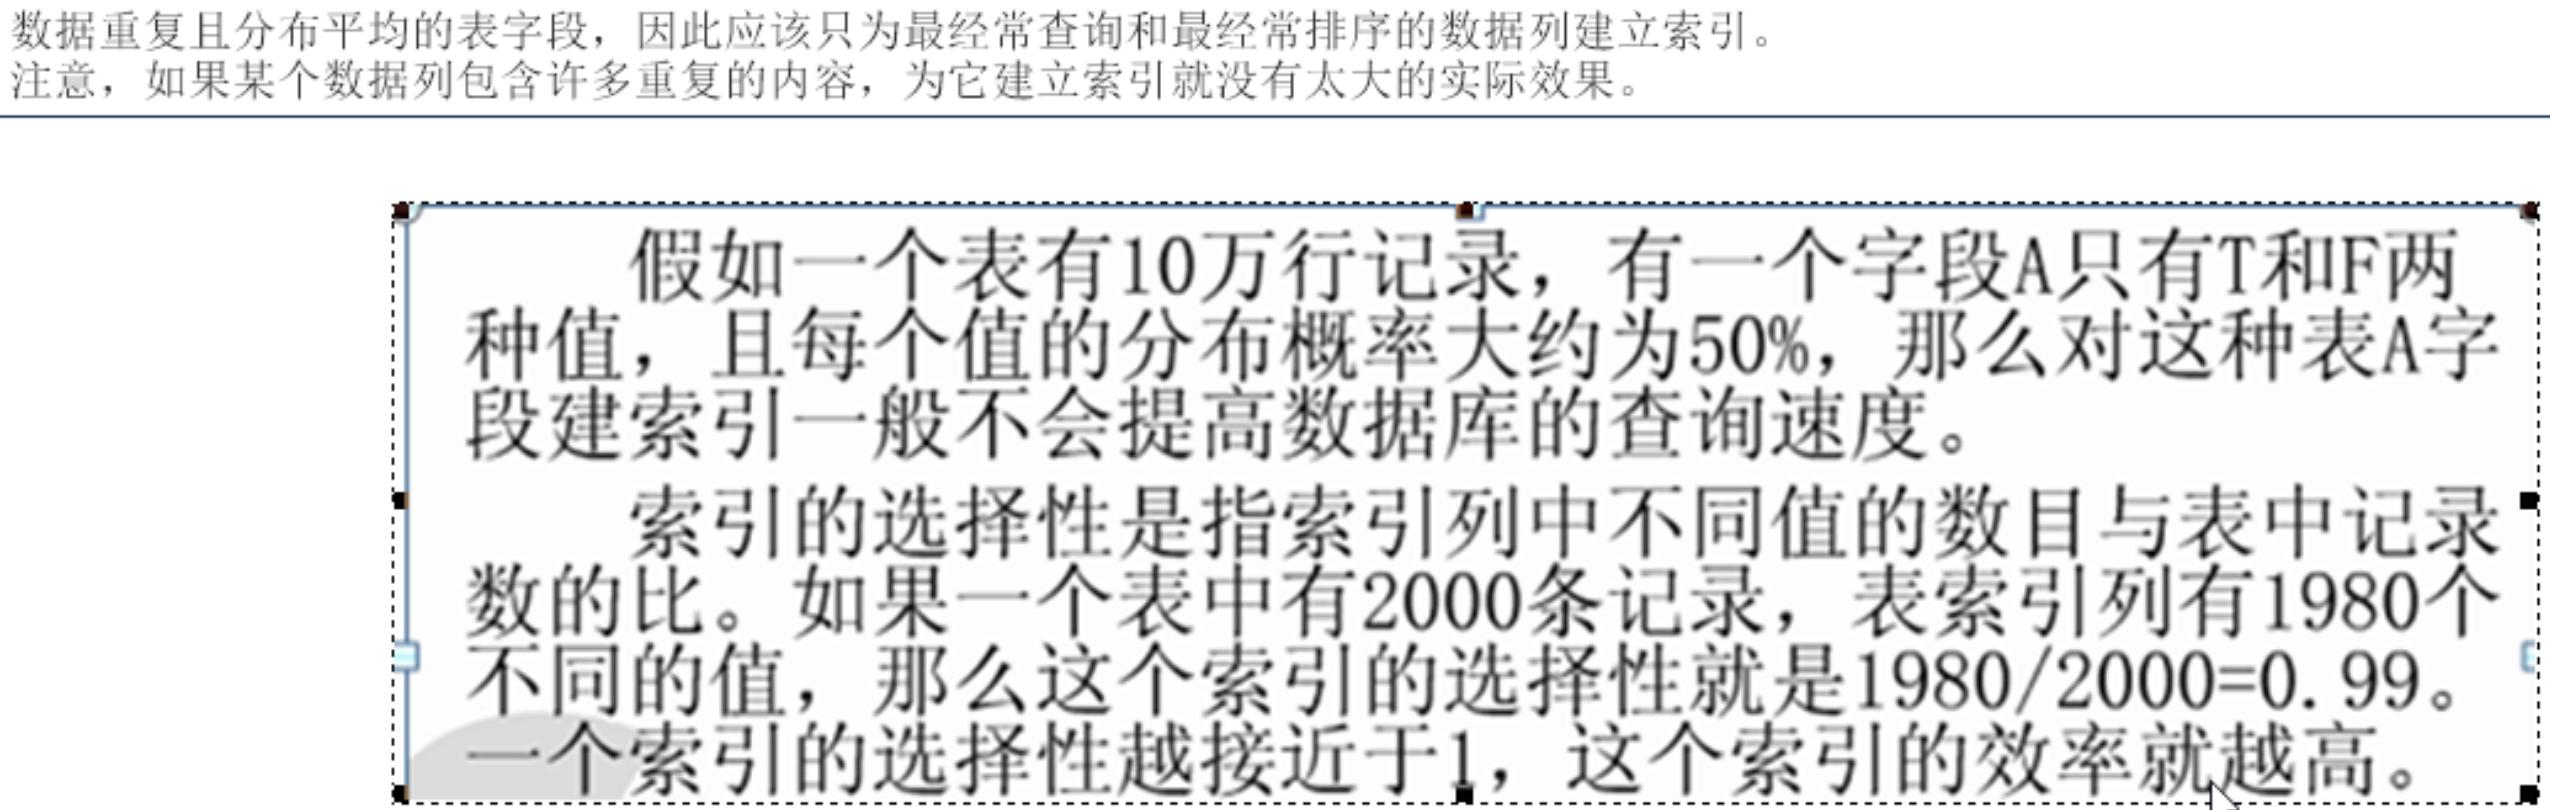 数据重复且分布平均的表字段，因此应该只为最经常查询和最经常排序的数据列建立索引。
注意，如果某个数据列包含许多重复的内容，为它建立索引就没有太大的实际效果。
假如一个表有10万行记录，有一个字段A只有T和F两
种值，且每个值的分布概率大约为50%，那么对这种表A字
段建索引一般不会提高数据库的查询速度。
索引的选择性是指索引列中不同值的数目与表中记录
数的比。如果一个表中有2000条记录，表索引列有1980个
不同的值，那么这个索引的选择性就是1980/2000=0.99。
一个索引的选择性越接近于1，这个索引的效率就越高。